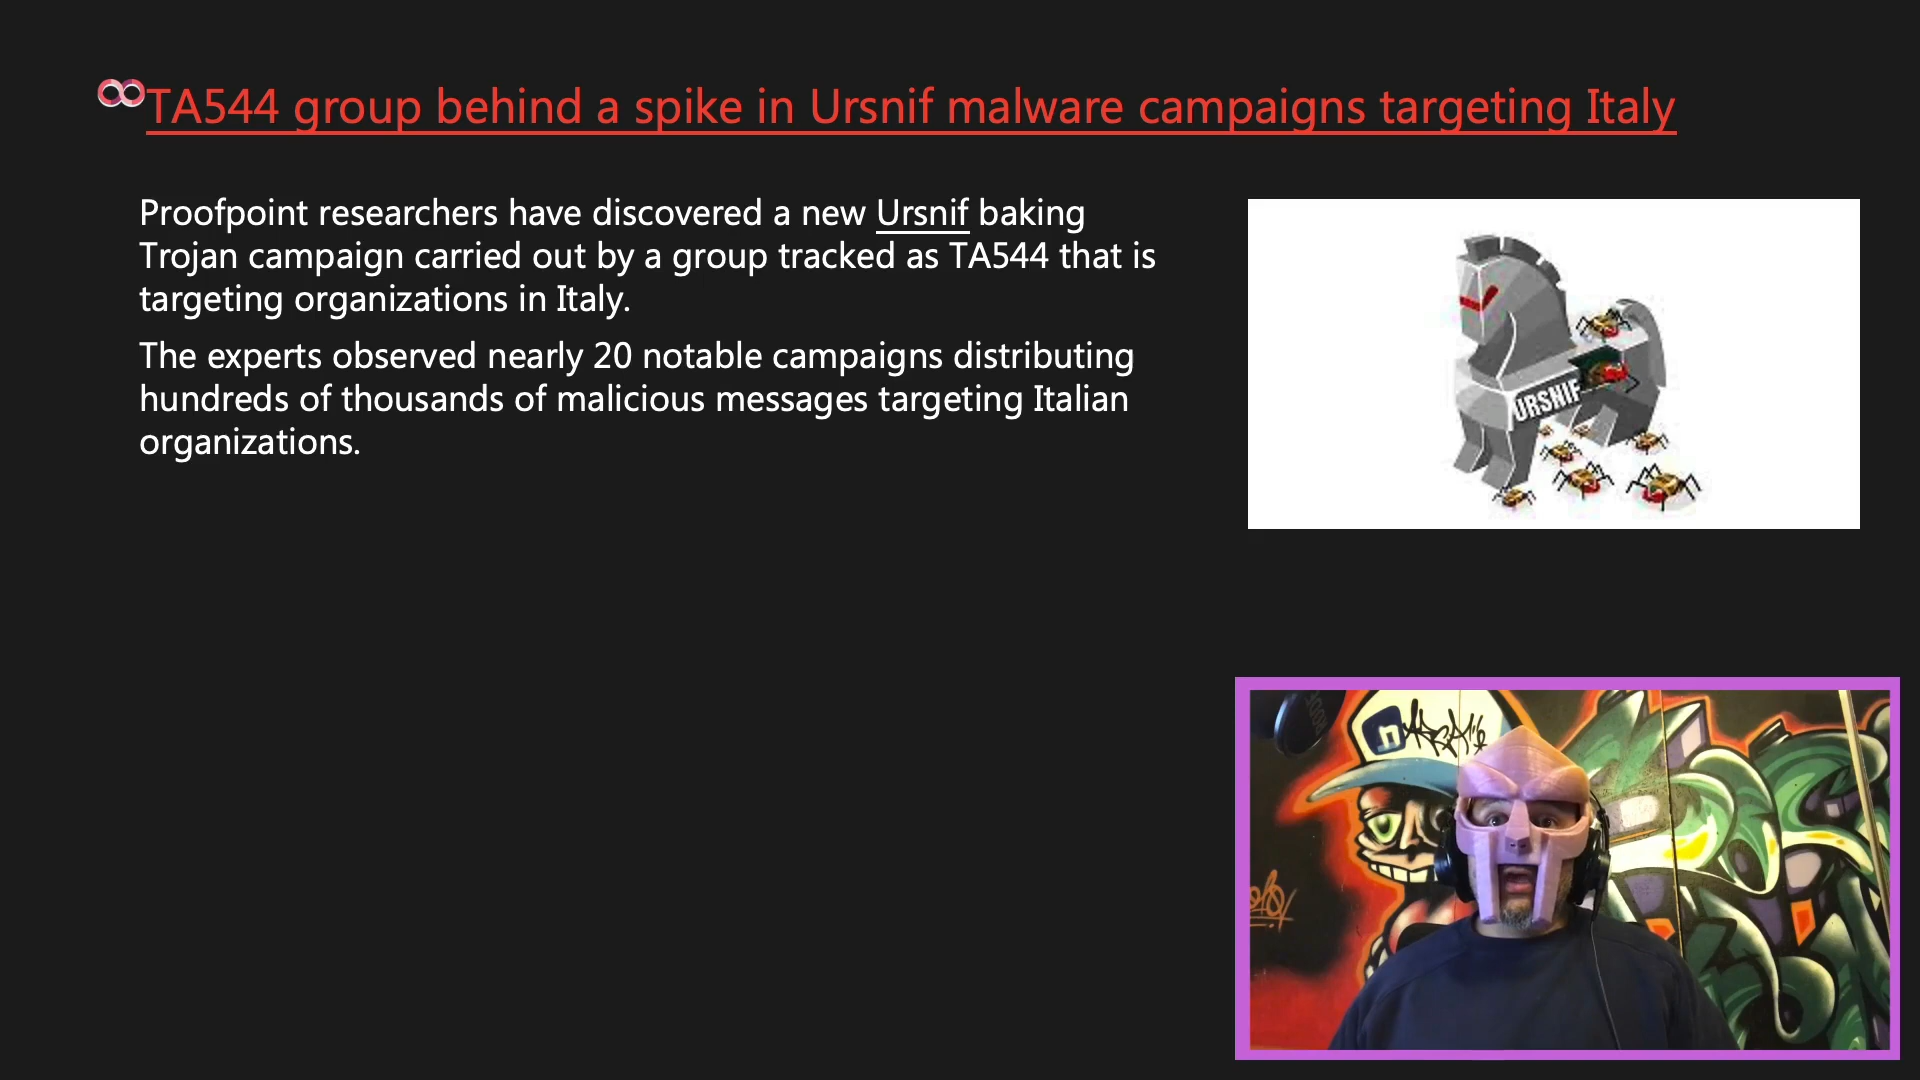 TA544 group behind a spike in Ursnif malware campaigns targeting Italy
Proofpoint researchers have discovered a new Ursnif baking
Trojan campaign carried out by a group tracked as TA544 that is
targeting organizations in Italy.
The experts observed nearly 20 notable campaigns distributing
hundreds of thousands of malicious messages targeting Italian
organizations.
URSNIF